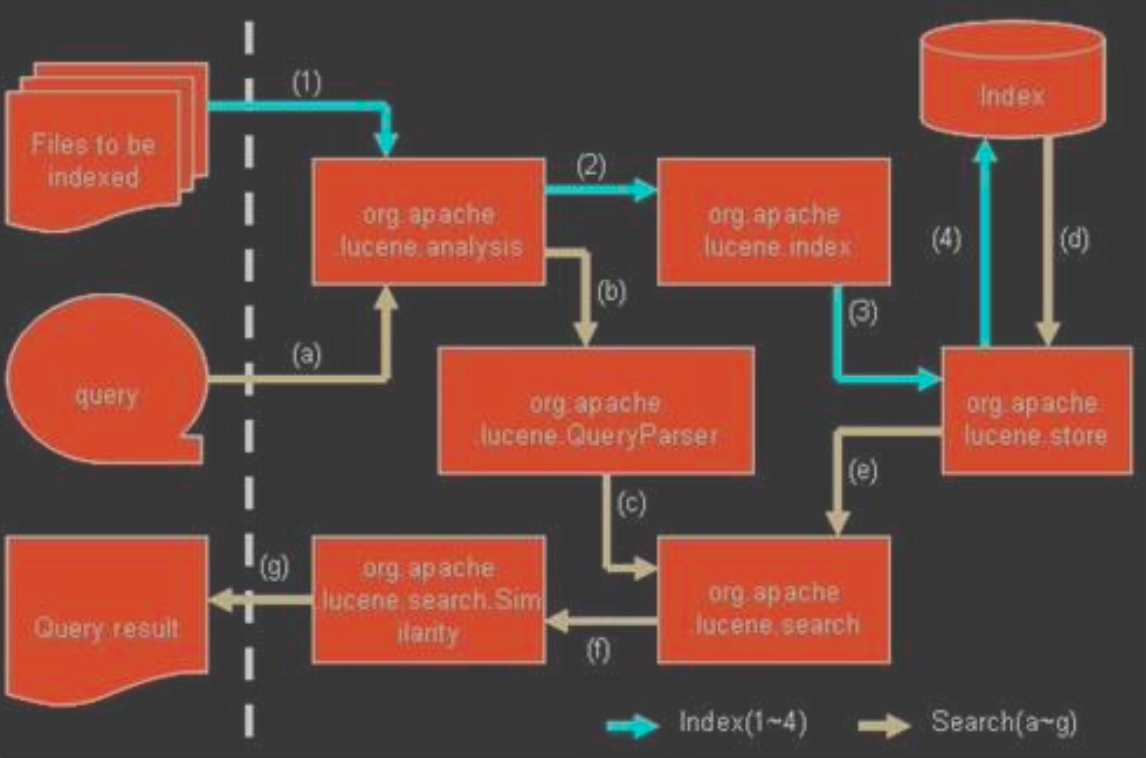 (1)
Index
Files to be
indexed
(2)
org.apache
.lucene.analysis
org.apache
.lucene.index
(4)
(d)
(b)
(3)
(a)
query
org.apache
.lucene.QueryParser
org.apache
lucene.store
(e)
(c)
(g)
org.apache
.lucene.search.Sim
ilarity
org.apache
lucene.search
Query result
(f)
Index(1~4)
Search(a~g)